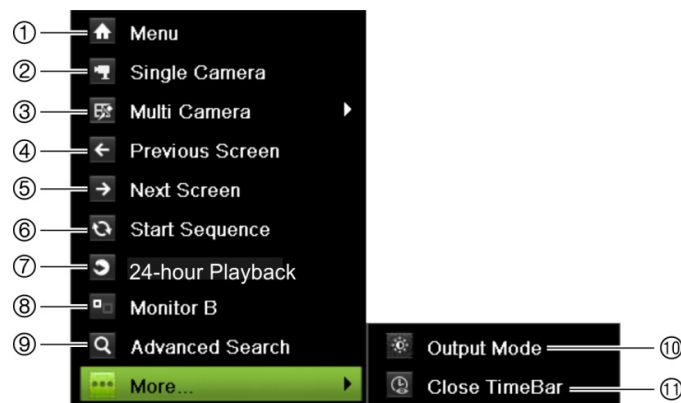 ① Menu
② Single Camera
③ Multi Camera
④ Previous Screen
⑤ Next Screen
⑥ Start Sequence
⑦ 24-hour Playback
⑧ Monitor B
⑨ Advanced Search
More...
Output Mode ⑩
Close TimeBar ⑪